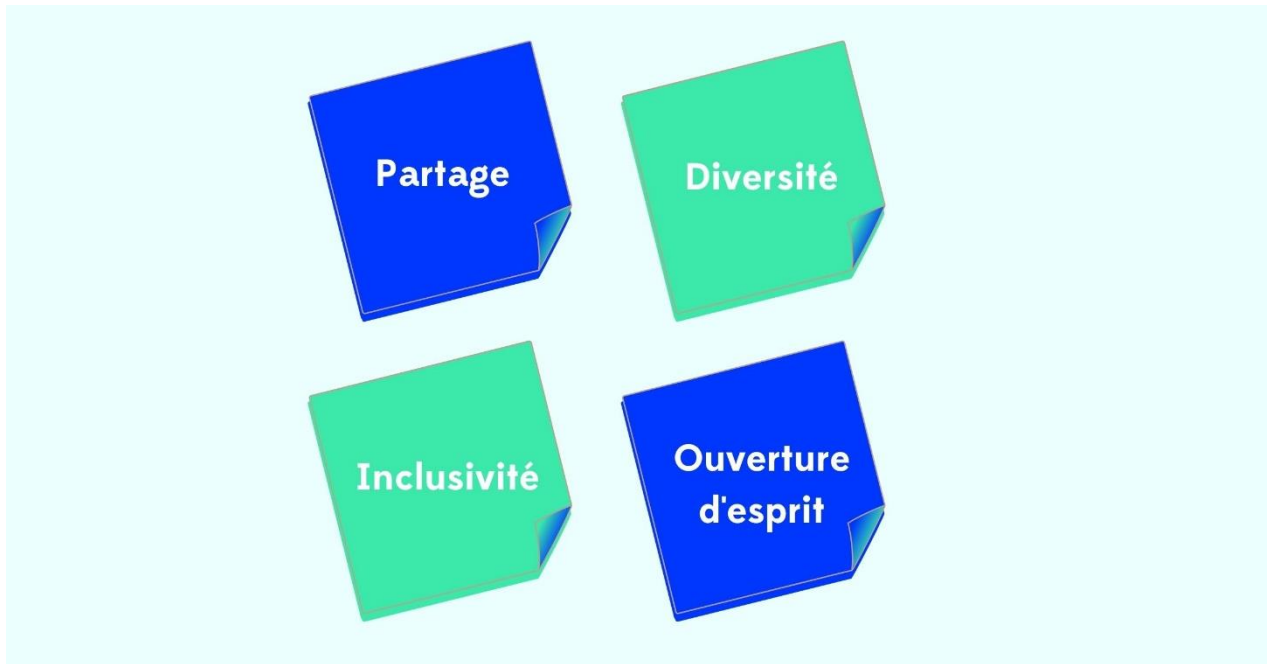 Partage
Diversité
Inclusivité
Ouverture
d'esprit